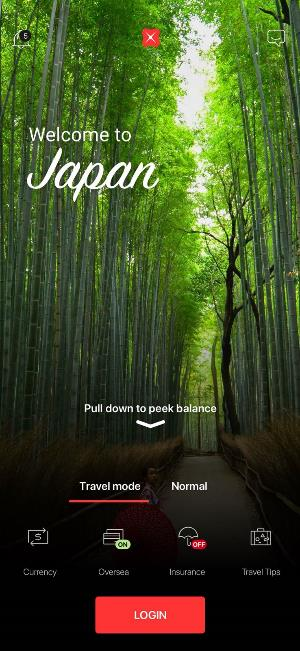 5
Welcome to
Japan
Pull down to peek balance
Travel mode Normal
$
ON OFF
Currency Oversea Insurance Travel Tips
LOGIN